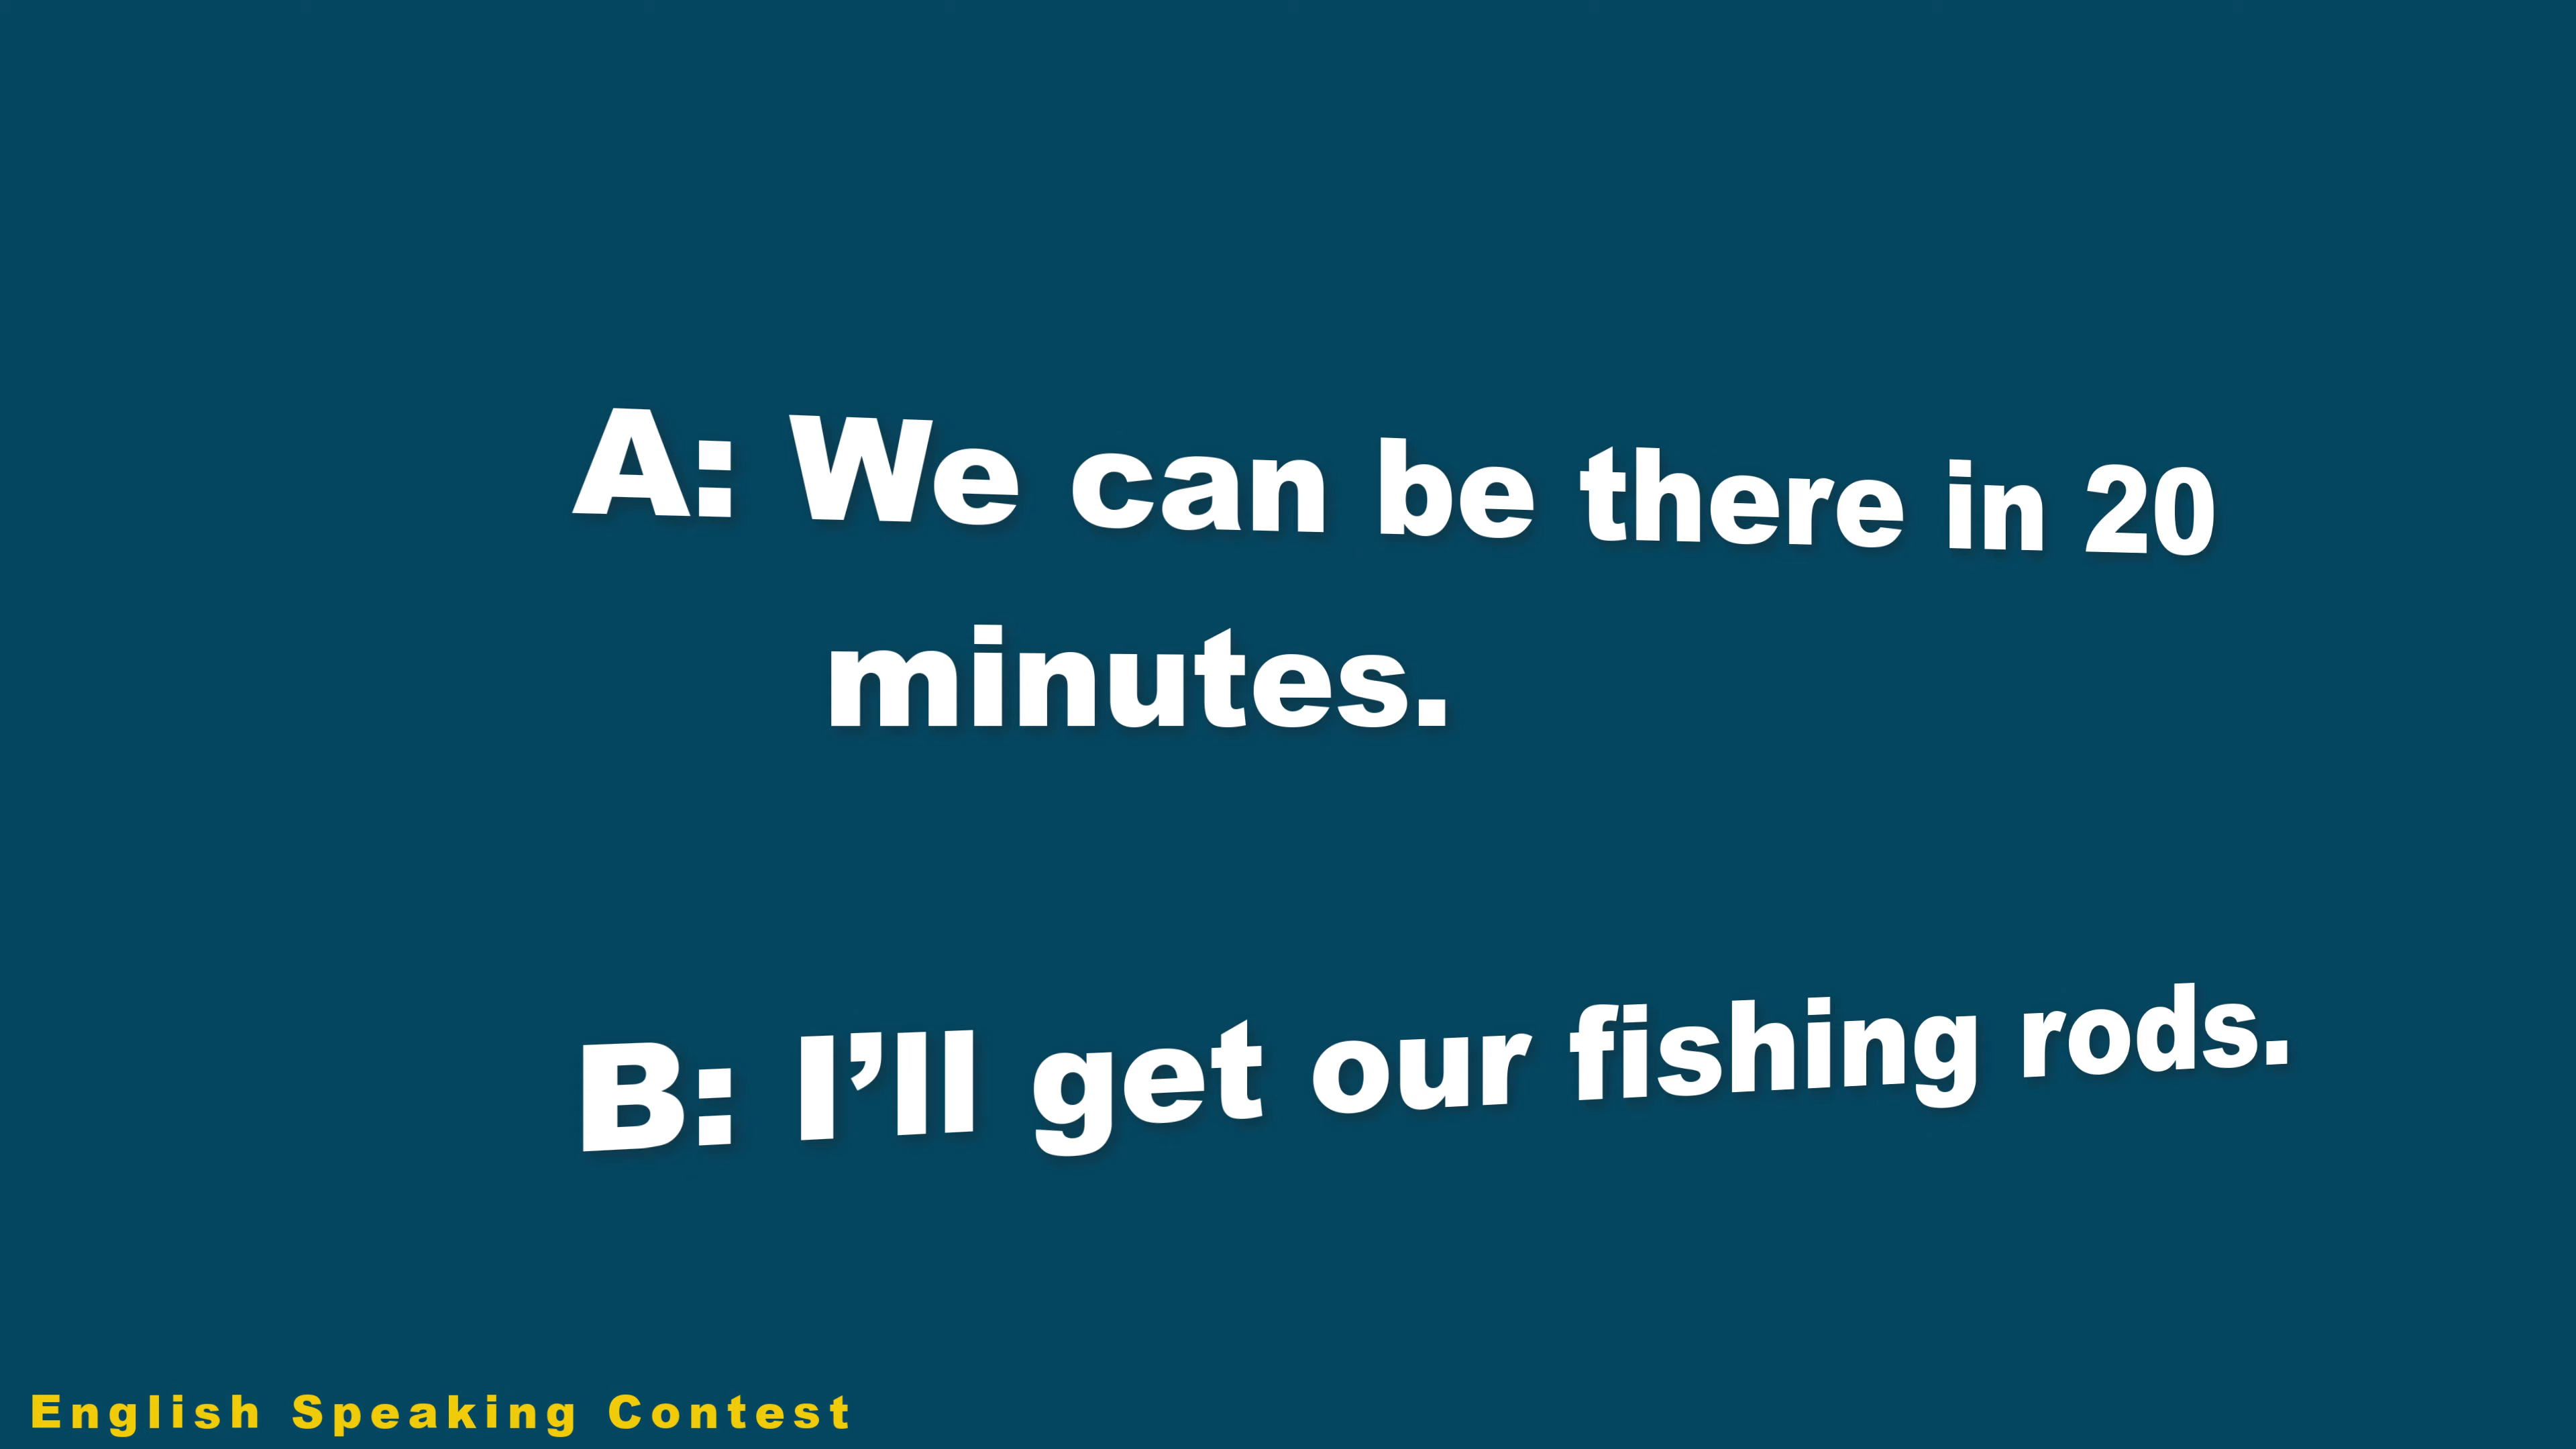 A: We can be there in 20
minutes.
B: I’ll get our fishing rods.
English Speaking Contest